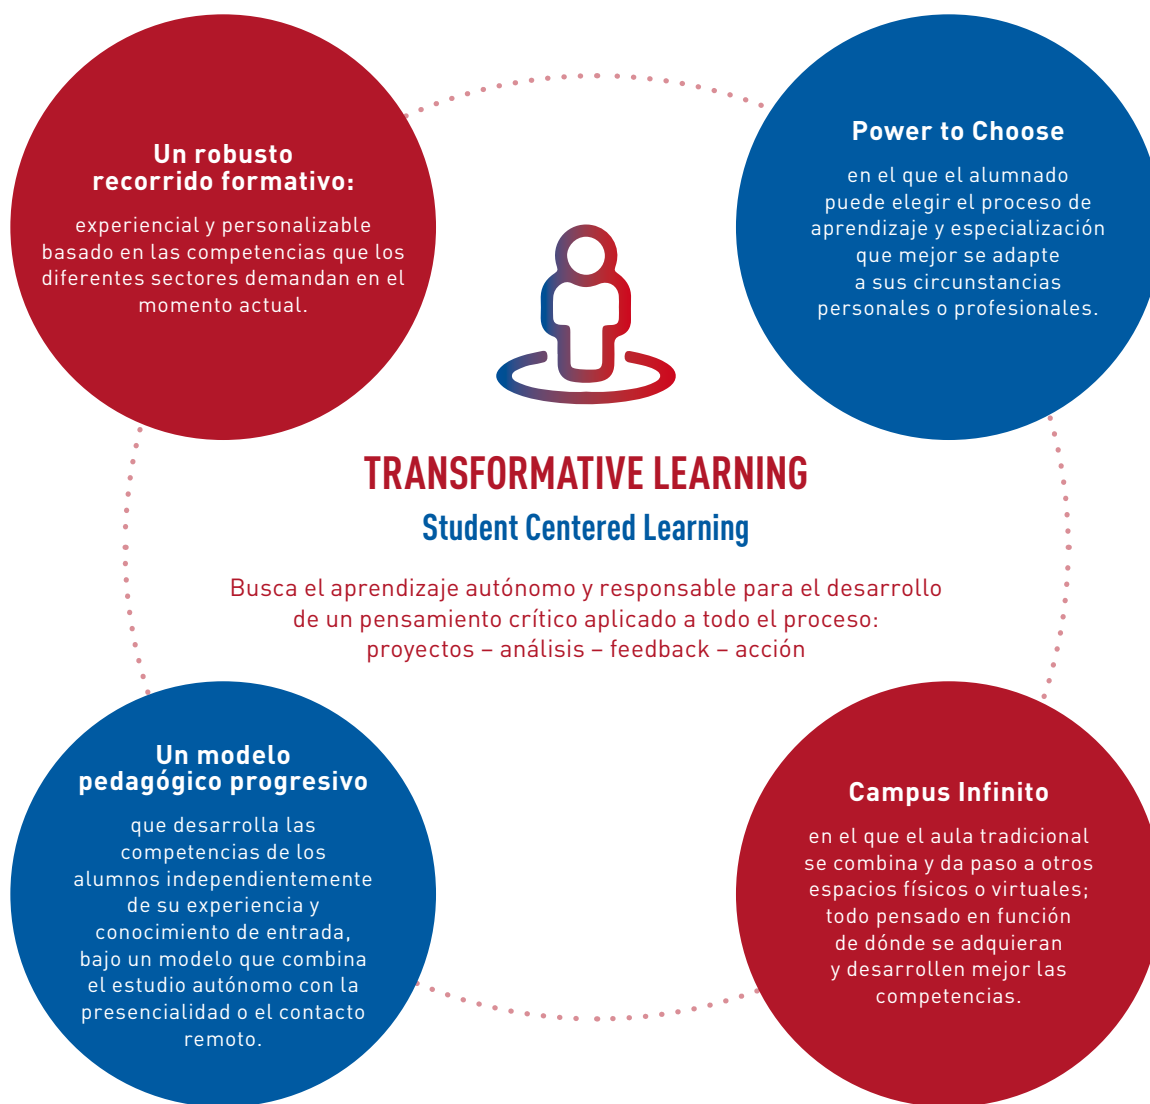 Un robusto
recorrido formativo:
experiencial y personalizable
basado en las competencias que los
diferentes sectores demandan en el
momento actual.
Power to Choose
en el que el alumnado
puede elegir el proceso de
aprendizaje y especialización
que mejor se adapte
a sus circunstancias
personales o profesionales.
TRANSFORMATIVE LEARNING
Student Centered Learning
Busca el aprendizaje autónomo y responsable para el desarrollo
de un pensamiento crítico aplicado a todo el proceso:
proyectos – análisis – feedback – acción
Un modelo
pedagógico progresivo
que desarrolla las
competencias de los
alumnos independientemente
de su experiencia y
conocimiento de entrada,
bajo un modelo que combina
el estudio autónomo con la
presencialidad o el contacto
remoto.
Campus Infinito
en el que el aula tradicional
se combina y da paso a otros
espacios físicos o virtuales;
todo pensado en función
de dónde se adquieran
y desarrollen mejor las
competencias.